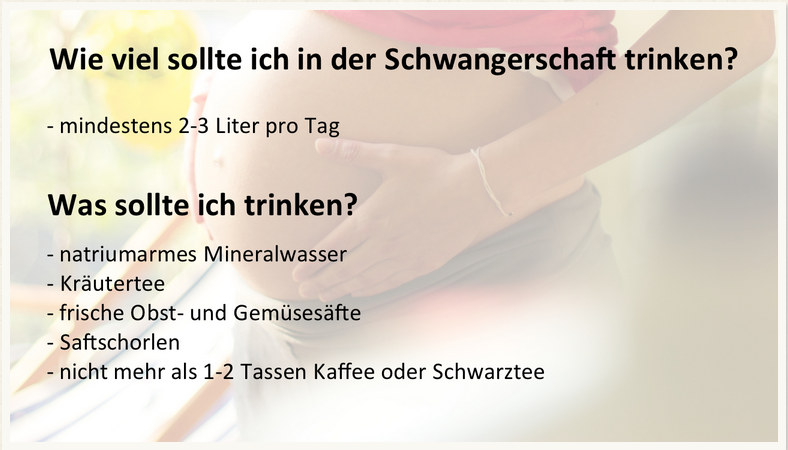 Wie viel sollte ich in der Schwangerschaft trinken?
- mindestens 2-3 Liter pro Tag
Was sollte ich trinken?
- natriumarmes Mineralwasser
- Kräutertee
- frische Obst- und Gemüsesäfte
- Saftschorlen
- nicht mehr als 1-2 Tassen Kaffee oder Schwarztee